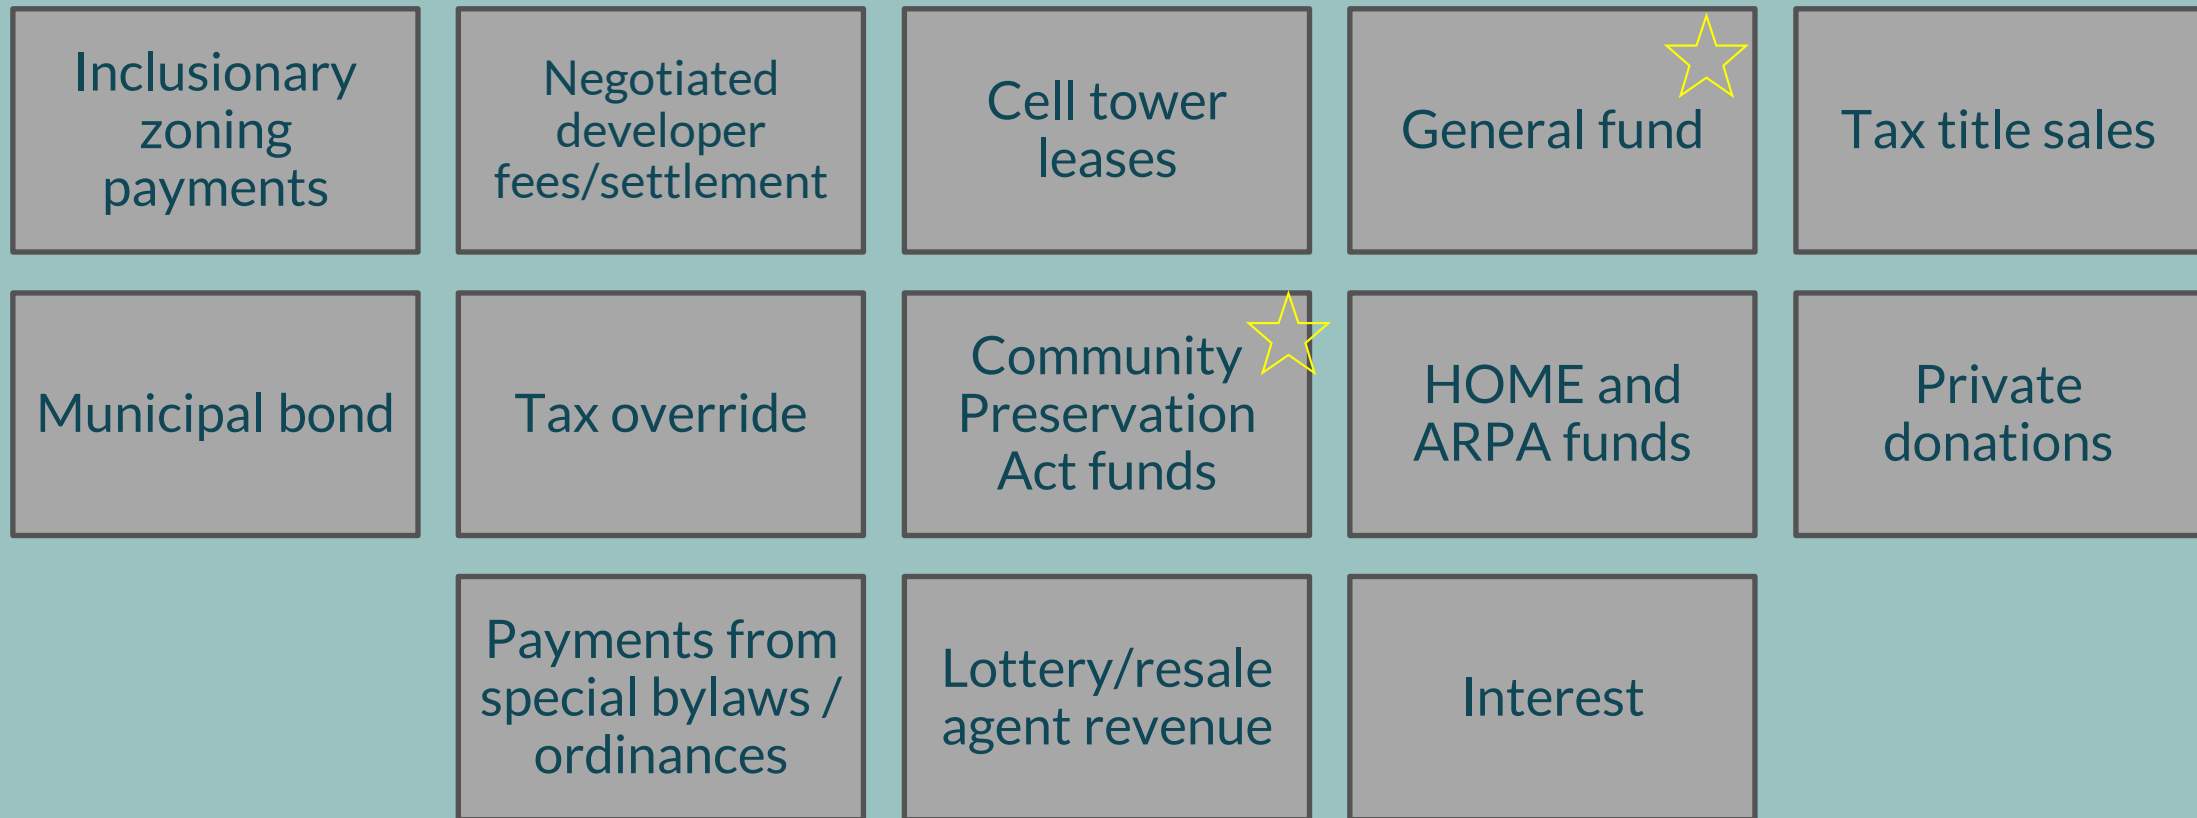 Inclusionary
zoning
payments
Negotiated
developer
fees/settlement
Cell tower
leases
General fund
Tax title sales
Municipal bond
Tax override
Community
Preservation
Act funds
HOME and
ARPA funds
Private
donations
Payments from
special bylaws /
ordinances
Lottery/resale
agent revenue
Interest